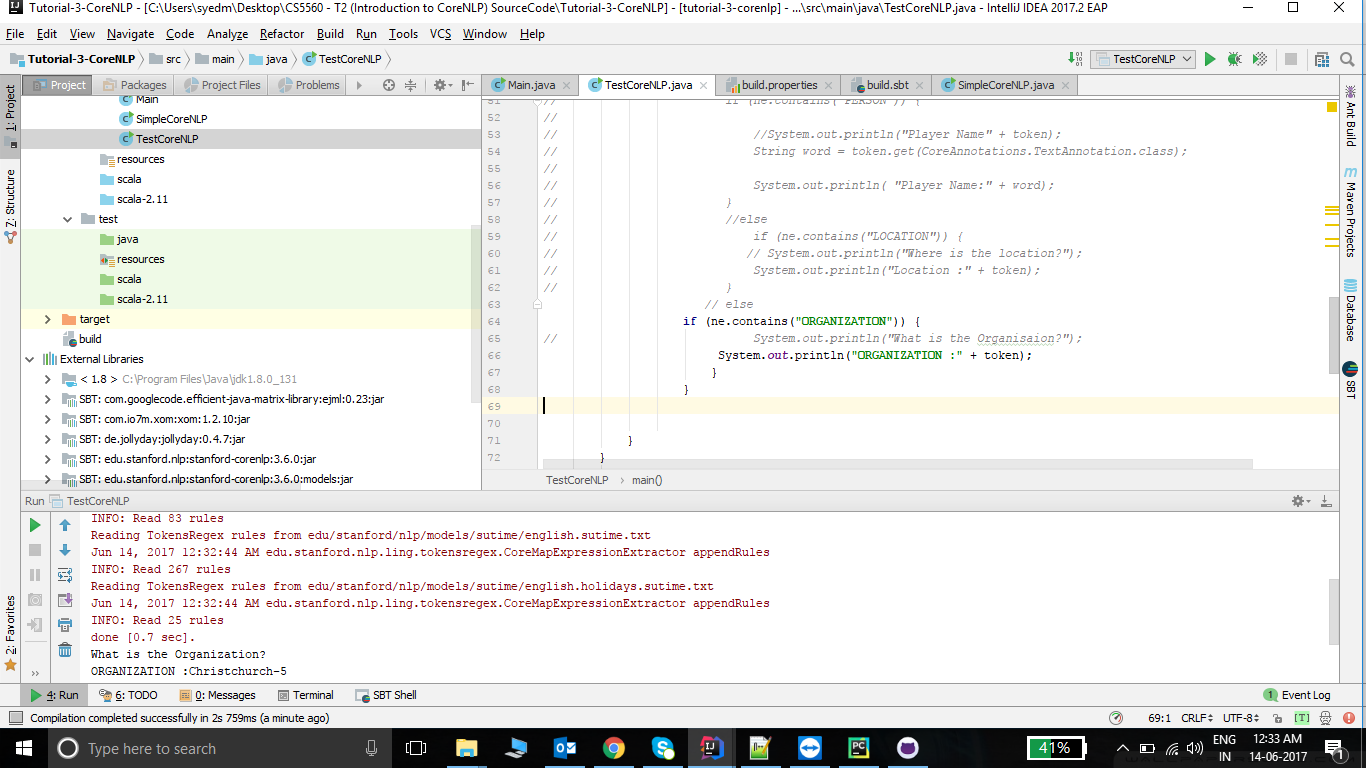 Tutorial-3-CoreNLP - [C:\Users\syedm\Desktop\CS5560 - T2 (Introduction to CoreNLP) SourceCode\Tutorial-3-CoreNLP] - [tutorial-3-corenlp] - ...\src\main\java\TestCoreNLP.java - IntelliJ IDEA 2017.2 EAP
File Edit View Navigate Code Analyze Refactor Build Run Tools VCS Window Help
Tutorial-3-CoreNLP src main java TestCoreNLP
TestCoreNLP
Project Packages Project Files Problems
Main.java TestCoreNLP.java build.properties build.sbt SimpleCoreNLP.java
1: Project
Z: Structure
2: Favorites
Main
SimpleCoreNLP
TestCoreNLP
resources
scala
scala-2.11
test
java
resources
scala
scala-2.11
target
build
External Libraries
< 1.8 > C:\Program Files\Java\jdk1.8.0_131
SBT: com.googlecode.efficient-java-matrix-library:ejml:0.23:jar
SBT: com.io7m.xom:xom:1.2.10:jar
SBT: de.jollyday:jollyday:0.4.7:jar
SBT: edu.stanford.nlp:stanford-corenlp:3.6.0:jar
SBT: edu.stanford.nlp:stanford-corenlp:3.6.0:models:jar
51 // if (ne.contains("PERSON")) {
52 //
53 // //System.out.println("Player Name" + token);
54 // String word = token.get(CoreAnnotations.TextAnnotation.class);
55 //
56 // System.out.println( "Player Name:" + word);
57 // }
58 // //else
59 // if (ne.contains("LOCATION")) {
60 // // System.out.println("Where is the location?");
61 // System.out.println("Location :" + token);
62 // }
63 // else
64 if (ne.contains("ORGANIZATION")) {
65 // System.out.println("What is the Organisaion?");
66 System.out.println("ORGANIZATION :" + token);
67 }
68 }
69
70
71 }
72 }
TestCoreNLP main()
Ant Build
m Maven Projects
Database
SBT
Run TestCoreNLP
INFO: Read 83 rules
Reading TokensRegex rules from edu/stanford/nlp/models/sutime/english.sutime.txt
Jun 14, 2017 12:32:44 AM edu.stanford.nlp.ling.tokensregex.CoreMapExpressionExtractor appendRules
INFO: Read 267 rules
Reading TokensRegex rules from edu/stanford/nlp/models/sutime/english.holidays.sutime.txt
Jun 14, 2017 12:32:44 AM edu.stanford.nlp.ling.tokensregex.CoreMapExpressionExtractor appendRules
INFO: Read 25 rules
done [0.7 sec].
What is the Organization?
ORGANIZATION :Christchurch-5
4: Run 6: TODO 0: Messages Terminal SBT Shell 1 Event Log
Compilation completed successfully in 2s 759ms (a minute ago) 69:1 CRLF UTF-8 [T]
Type here to search
41%
ENG 12:33 AM
IN 14-06-2017
1